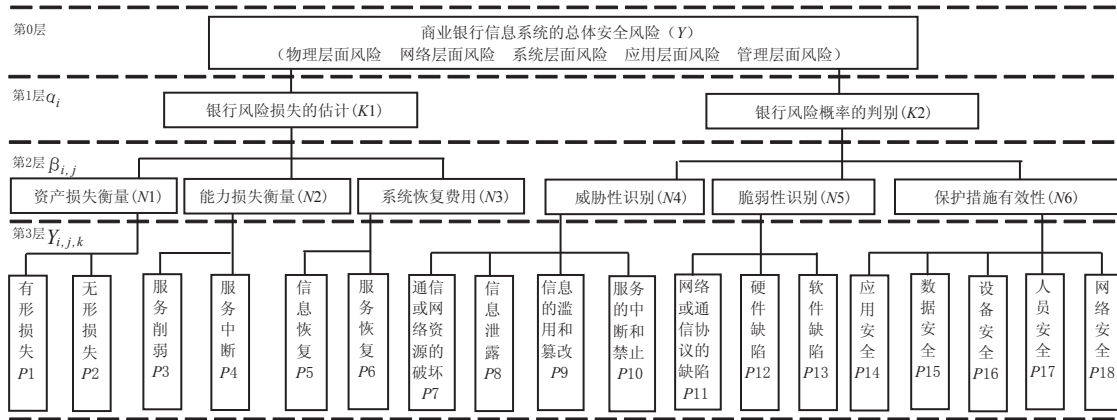 第0层
商业银行信息系统的总体安全风险(Y)
(物理层面风险 网络层面风险 系统层面风险 应用层面风险 管理层面风险)
第1层α_i
银行风险损失的估计(K1)
银行风险概率的判别(K2)
第2层β_{i,j}
资产损失衡量(N1)
能力损失衡量(N2)
系统恢复费用(N3)
威胁性识别(N4)
脆弱性识别(N5)
保护措施有效性(N6)
第3层Y_{i,j,k}
有形损失P1
无形损失P2
服务削弱P3
服务中断P4
信息恢复P5
服务恢复P6
通信或网络资源的破坏P7
信息泄露P8
信息的滥用和篡改P9
服务的中断和禁止P10
网络或通信协议的缺陷P11
硬件缺陷P12
软件缺陷P13
应用安全P14
数据安全P15
设备安全P16
人员安全P17
网络安全P18